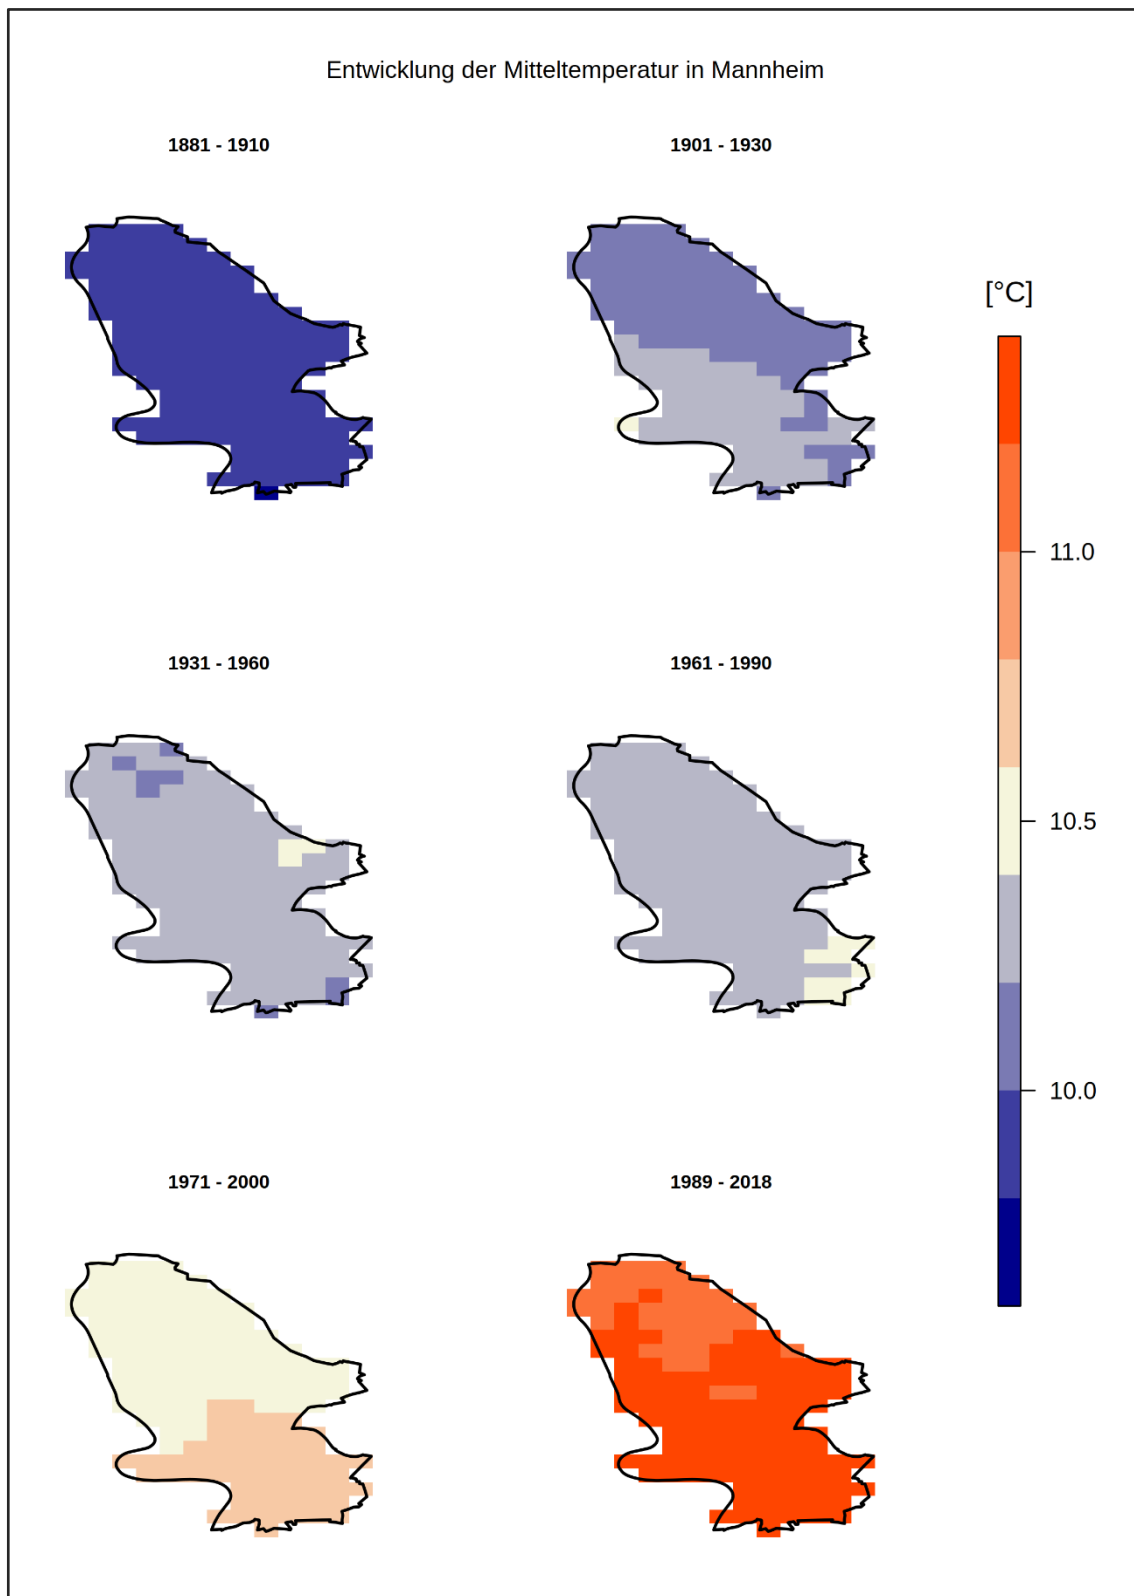 Entwicklung der Mitteltemperatur in Mannheim
1881 - 1910
1901 - 1930
[°C]
11.0
1931 - 1960
1961 - 1990
10.5
10.0
1971 - 2000
1989 - 2018